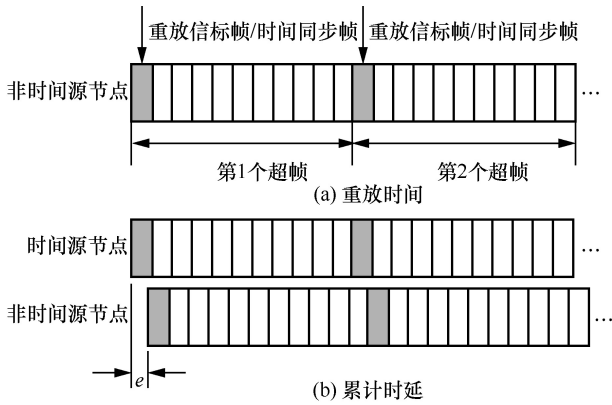 重放信标帧/时间同步帧 重放信标帧/时间同步帧
非时间源节点 …
第1个超帧 第2个超帧
(a) 重放时间
时间源节点 …
非时间源节点 …
e
(b) 累计时延